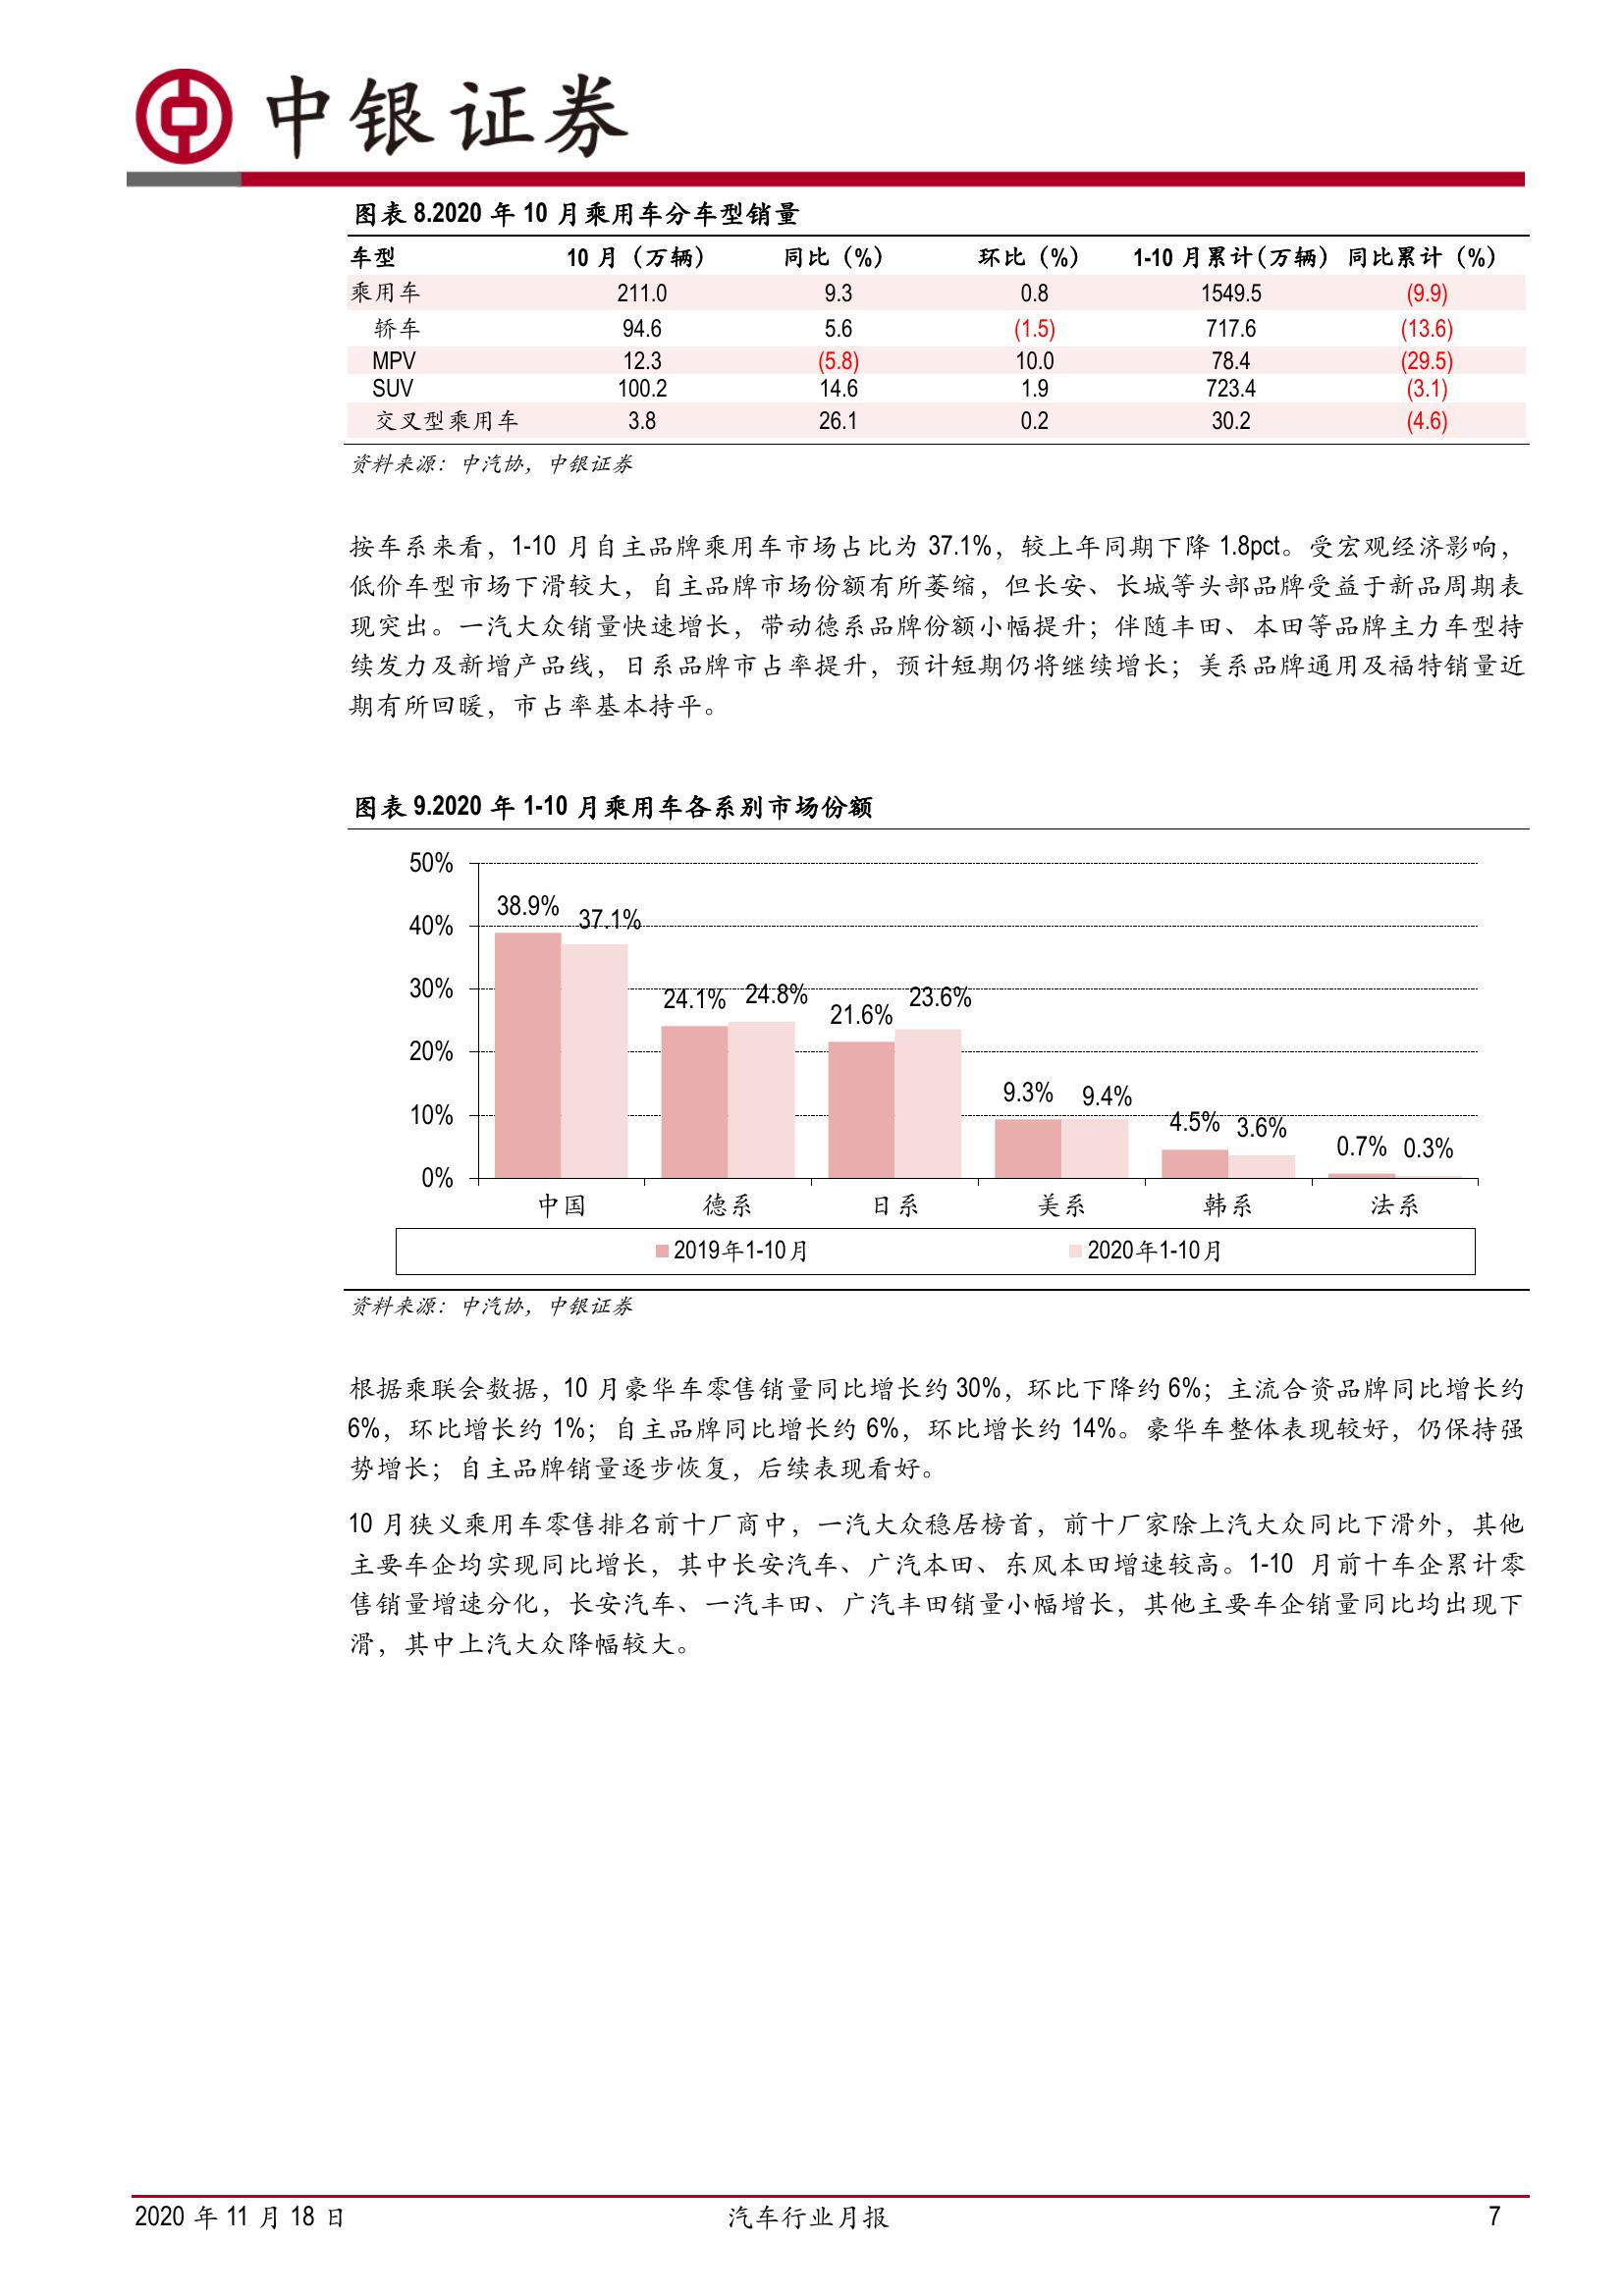 中银证券
图表 8.2020 年 10 月乘用车分车型销量
车型 10 月（万辆） 同比（%） 环比（%） 1-10 月累计（万辆） 同比累计（%）
乘用车 211.0 9.3 0.8 1549.5 (9.9)
轿车 94.6 5.6 (1.5) 717.6 (13.6)
MPV 12.3 (5.8) 10.0 78.4 (29.5)
SUV 100.2 14.6 1.9 723.4 (3.1)
交叉型乘用车 3.8 26.1 0.2 30.2 (4.6)
资料来源：中汽协，中银证券
按车系来看，1-10 月自主品牌乘用车市场占比为 37.1%，较上年同期下降 1.8pct。受宏观经济影响，
低价车型市场下滑较大，自主品牌市场份额有所萎缩，但长安、长城等头部品牌受益于新品周期表
现突出。一汽大众销量快速增长，带动德系品牌份额小幅提升；伴随丰田、本田等品牌主力车型持
续发力及新增产品线，日系品牌市占率提升，预计短期仍将继续增长；美系品牌通用及福特销量近
期有所回暖，市占率基本持平。
图表 9.2020 年 1-10 月乘用车各系别市场份额
50%
40%
30%
20%
10%
0%
38.9% 37.1%
24.1% 24.8%
21.6% 23.6%
9.3% 9.4%
4.5% 3.6%
0.7% 0.3%
中国 德系 日系 美系 韩系 法系
2019年1-10月 2020年1-10月
资料来源：中汽协，中银证券
根据乘联会数据，10 月豪华车零售销量同比增长约 30%，环比下降约 6%；主流合资品牌同比增长约
6%，环比增长约 1%；自主品牌同比增长约 6%，环比增长约 14%。豪华车整体表现较好，仍保持强
势增长；自主品牌销量逐步恢复，后续表现看好。
10 月狭义乘用车零售排名前十厂商中，一汽大众稳居榜首，前十厂家除上汽大众同比下滑外，其他
主要车企均实现同比增长，其中长安汽车、广汽本田、东风本田增速较高。1-10 月前十车企累计零
售销量增速分化，长安汽车、一汽丰田、广汽丰田销量小幅增长，其他主要车企销量同比均出现下
滑，其中上汽大众降幅较大。
2020 年 11 月 18 日 汽车行业月报 7